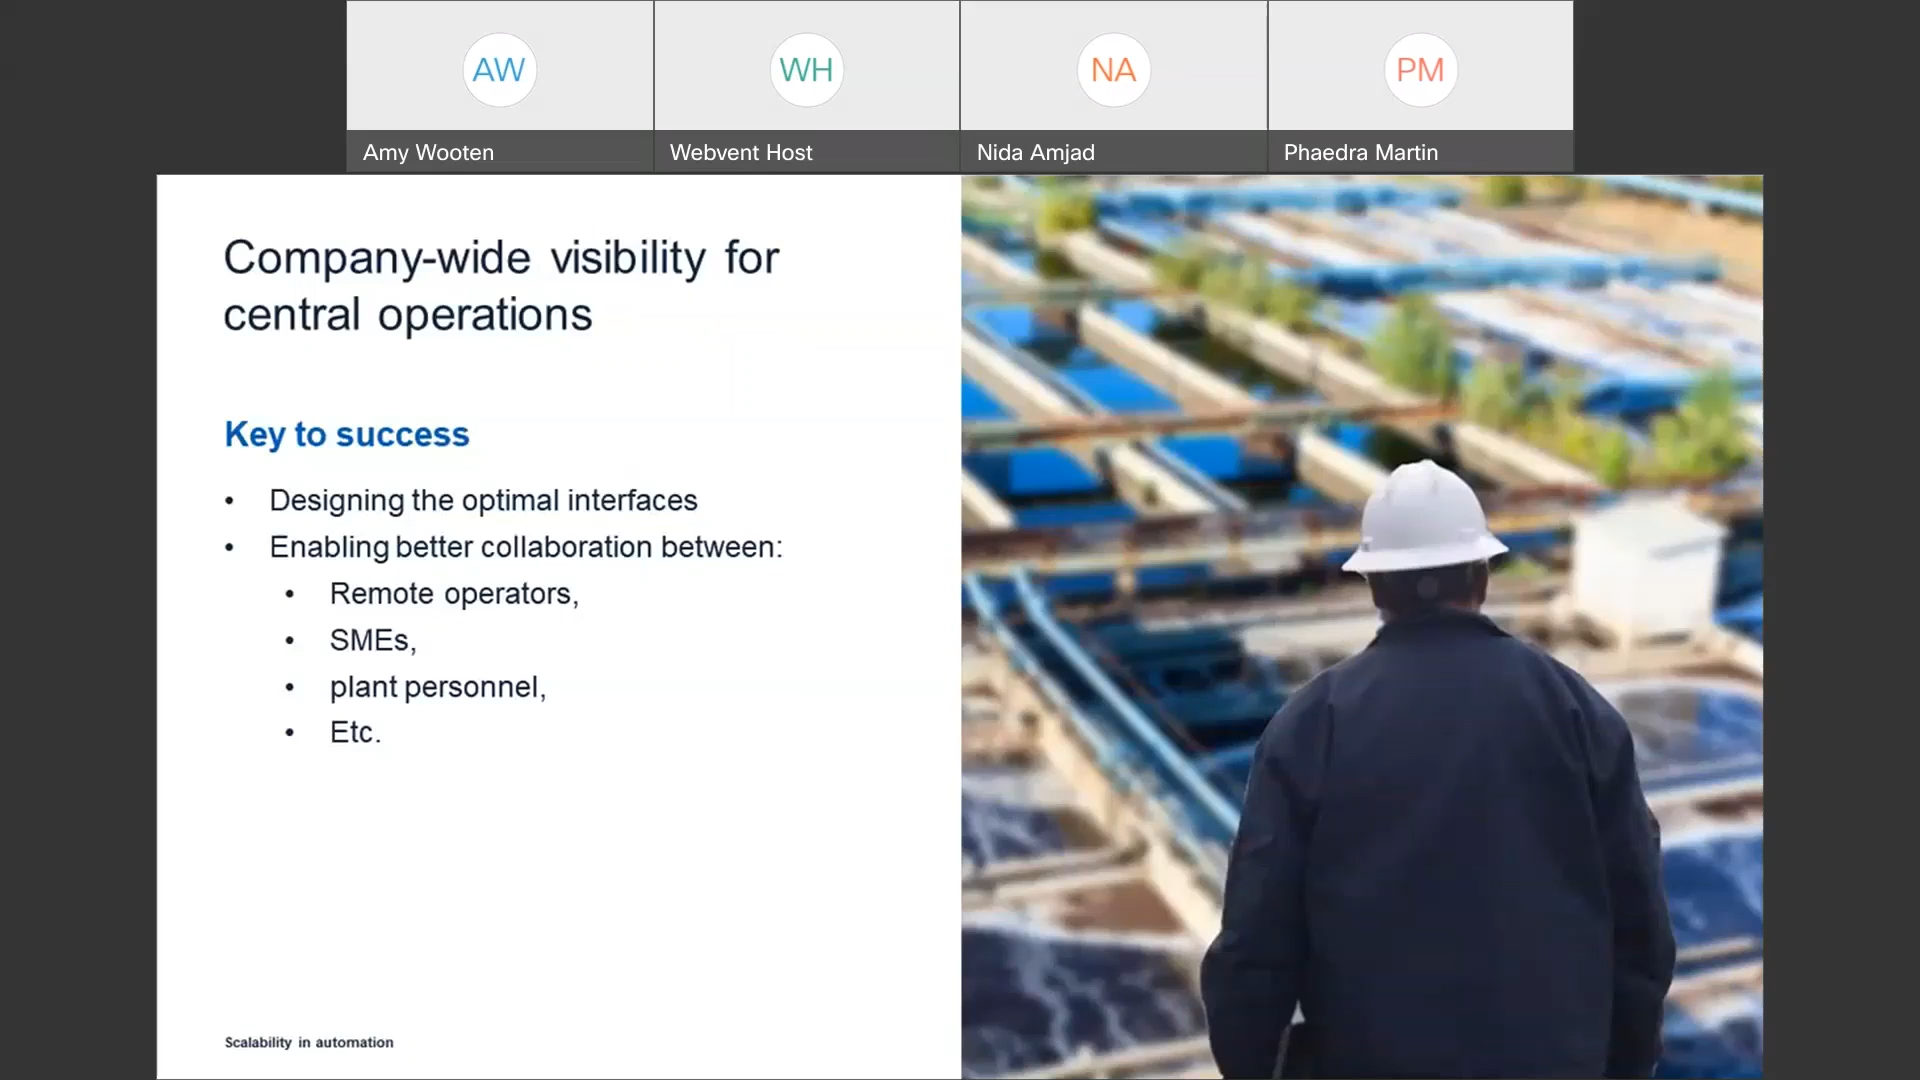 AW
WH
NA
PM
Amy Wooten
Webvent Host
Nida Amjad
Phaedra Martin
Company-wide visibility for
central operations
Key to success
• Designing the optimal interfaces
• Enabling better collaboration between:
• Remote operators,
• SMEs,
• plant personnel,
• Etc.
Scalability in automation